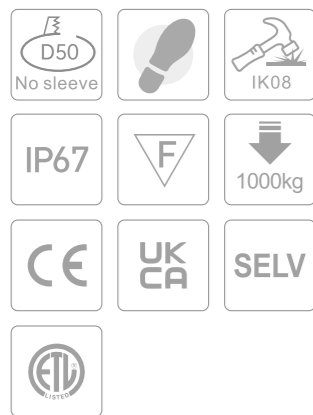 D50
No sleeve
IK08
IP67
F
1000kg
CE
UK
CA
SELV
ETL
LISTED